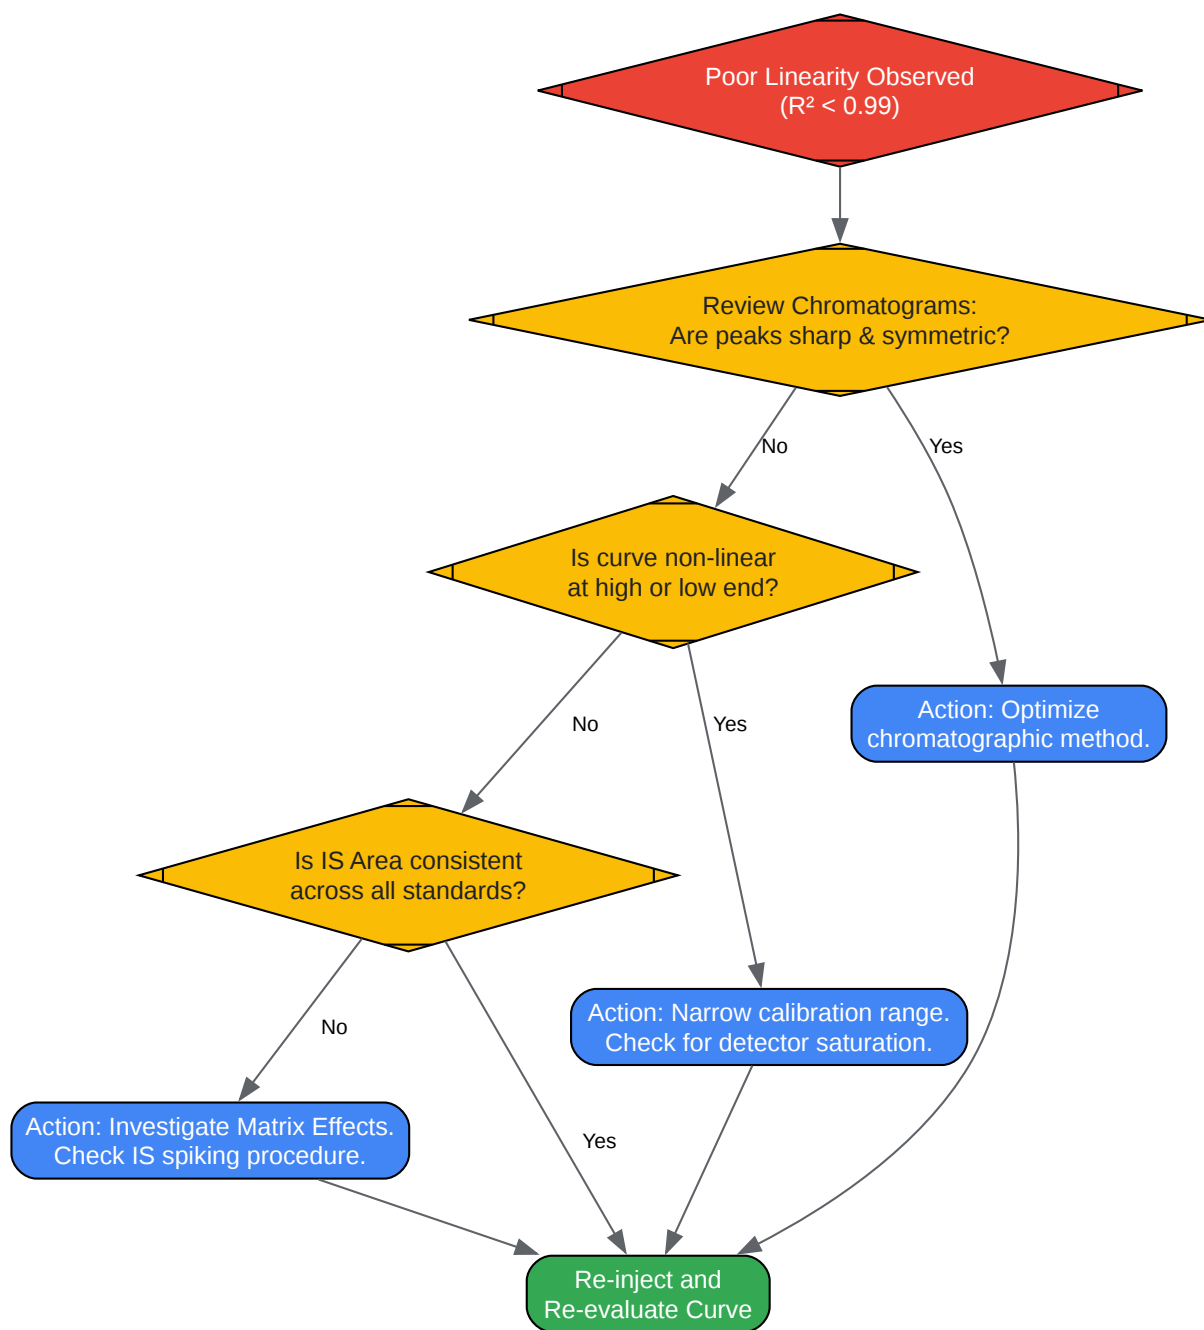 Poor Linearity Observed
(R² < 0.99)
Review Chromatograms:
Are peaks sharp & symmetric?
No
Yes
Is curve non-linear
at high or low end?
No
Yes
Action: Optimize
chromatographic method.
Is IS Area consistent
across all standards?
No
Yes
Action: Narrow calibration range.
Check for detector saturation.
Action: Investigate Matrix Effects.
Check IS spiking procedure.
Re-inject and
Re-evaluate Curve